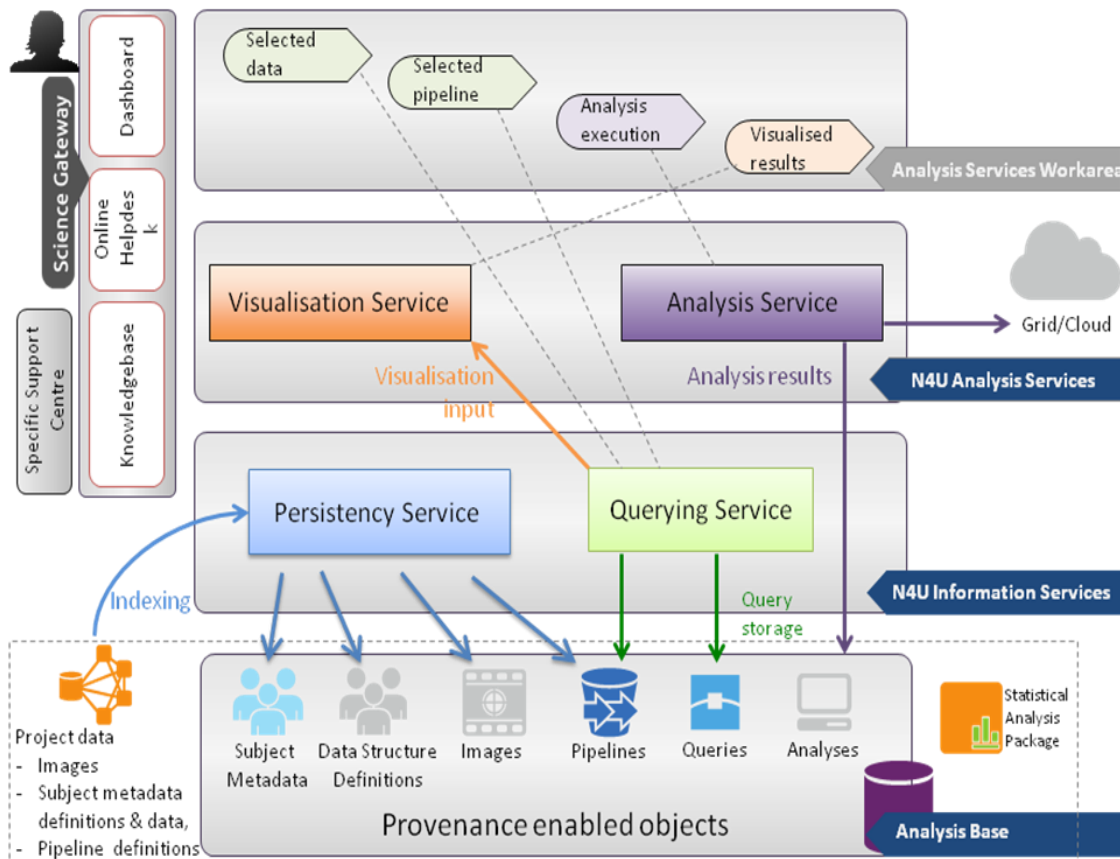 Dashboard
Online
Helpdes
k
Knowledgebase
Science Gateway
Specific Support
Centre
Selected
data
Selected
pipeline
Analysis
execution
Visualised
results
Analysis Services Workarea
Visualisation Service
Analysis Service
Grid/Cloud
Visualisation
input
Analysis results
N4U Analysis Services
Persistency Service
Querying Service
Indexing
Query
storage
N4U Information Services
Project data
- Images
- Subject metadata
definitions & data,
- Pipeline definitions
Subject
Metadata
Data Structure
Definitions
Images
Pipelines
Queries
Analyses
Statistical
Analysis
Package
Provenance enabled objects
Analysis Base